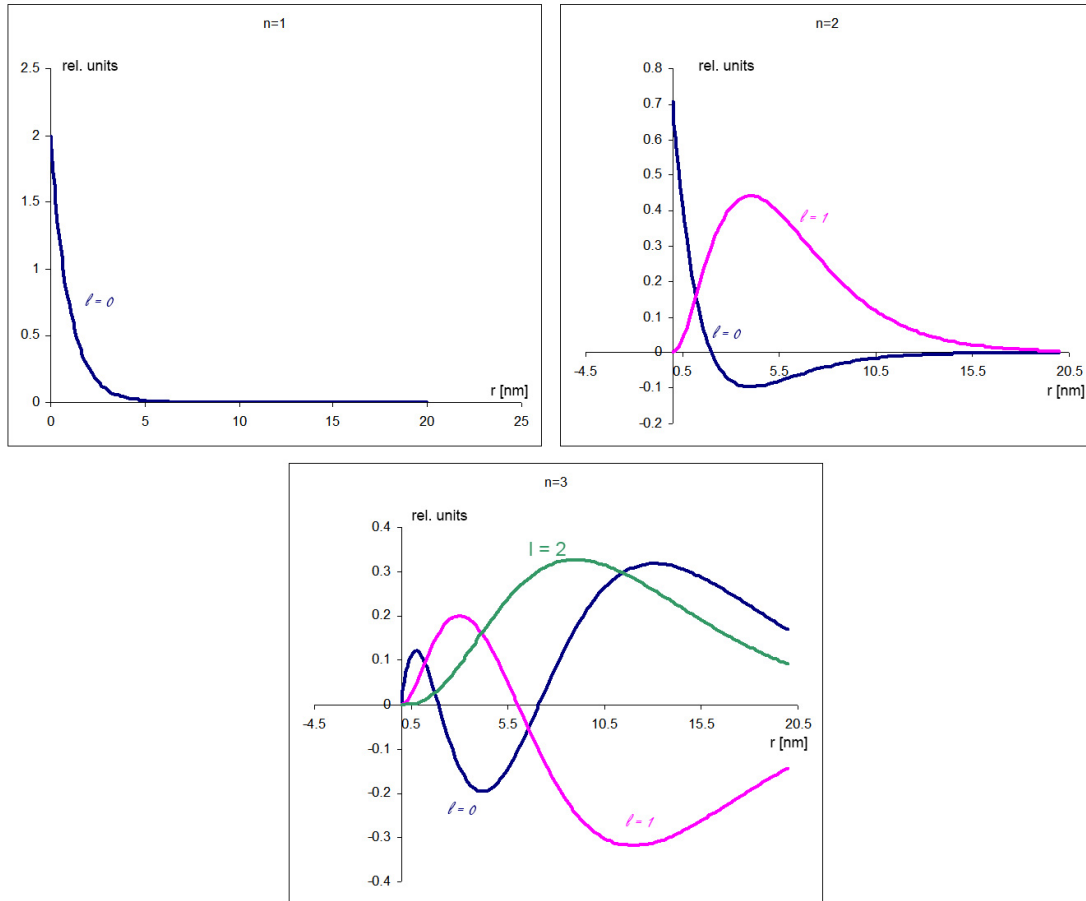 n=1
rel. units
2.5
2
1.5
1
0.5
0
ℓ = 0
r [nm]
0 5 10 15 20 25
n=2
rel. units
0.8
0.7
0.6
0.5
0.4
0.3
0.2
0.1
0
-0.1
-0.2
ℓ = 1
ℓ = 0
-4.5 0.5 5.5 10.5 15.5 20.5
r [nm]
n=3
rel. units
0.4
0.3
0.2
0.1
0
-0.1
-0.2
-0.3
-0.4
l = 2
-4.5 0.5 5.5 10.5 15.5 20.5
r [nm]
ℓ = 0
ℓ = 1